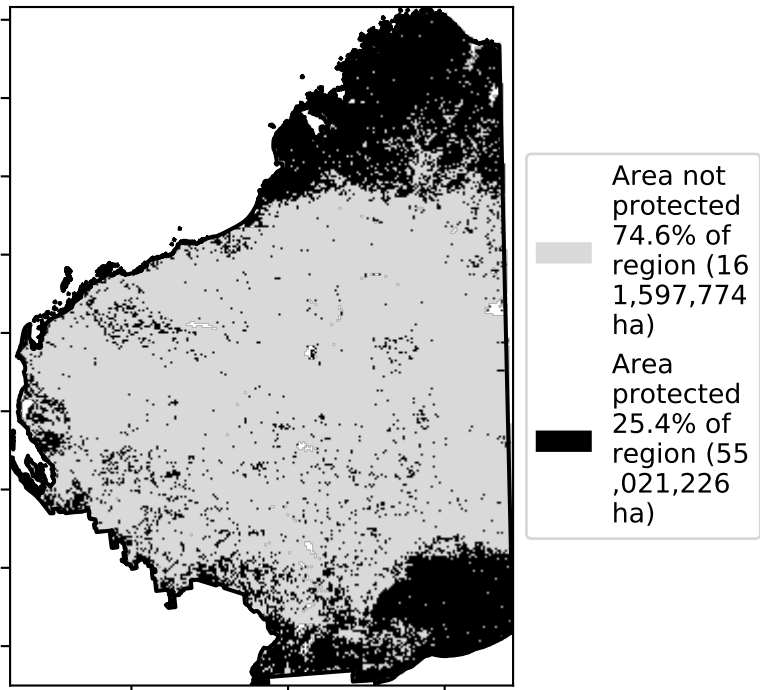 Area not
protected
74.6% of
region (16
1,597,774
ha)
Area
protected
25.4% of
region (55
,021,226
ha)